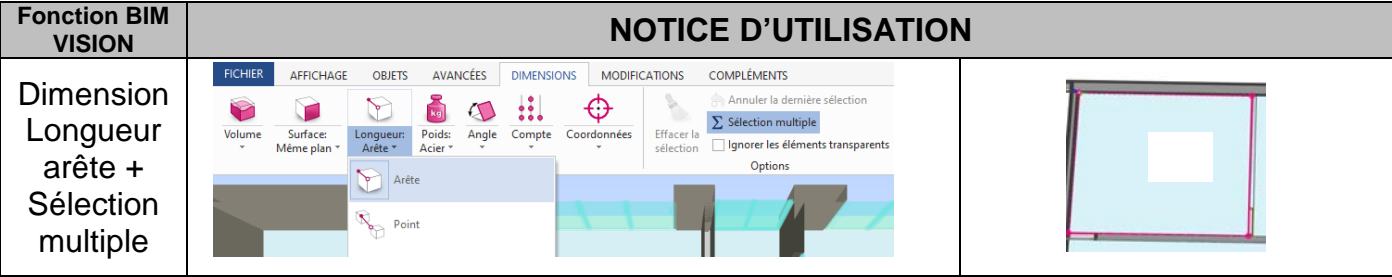 Fonction BIM
VISION
NOTICE D'UTILISATION
Dimension
Longueur
arête +
Sélection
multiple
FICHIER AFFICHAGE OBJETS AVANCÉES DIMENSIONS MODIFICATIONS COMPLÉMENTS
Volume
Surface:
Même plan
Longueur:
Arête
kg
Poids:
Acier
Angle
Compte
Coordonnées
Effacer la
sélection
Annuler la dernière sélection
Σ Sélection multiple
Ignorer les éléments transparents
Options
Arête
Point